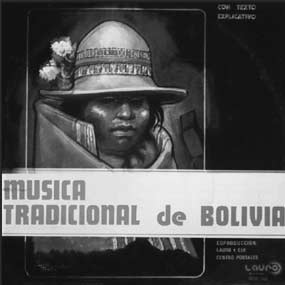 CON TEXTO
EXPLICATIVO
MUSICA
TRADICIONAL de BOLIVIA
COPRODUCCION:
LAURO Y CIA
CENTRO PORTALES
Lauro